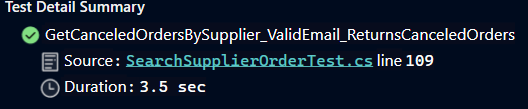 Test Detail Summary
GetCanceledOrdersBySupplier_ValidEmail_ReturnsCanceledOrders
Source: SearchSupplierOrderTest.cs line 109
Duration: 3.5 sec